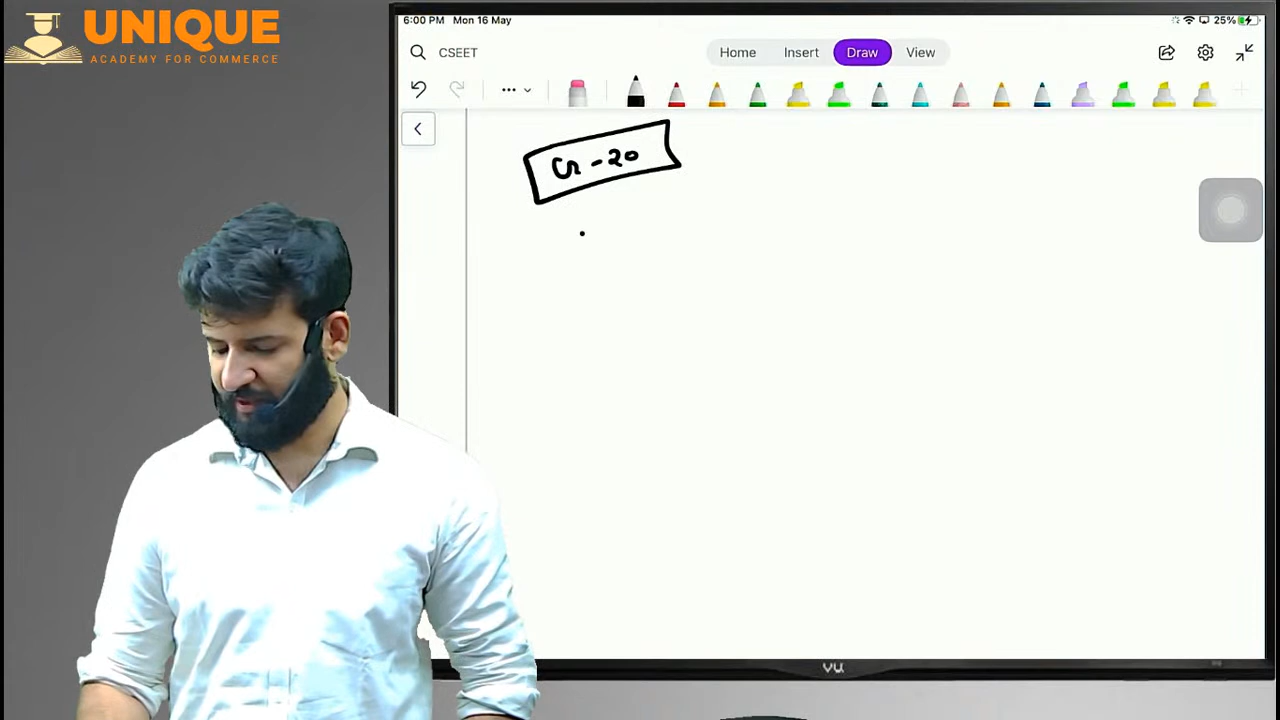 UNIQUE
ACADEMY FOR COMMERCE
6:00 PM Mon 16 May
25%
CSEET
Home Insert Draw View
-20
vu